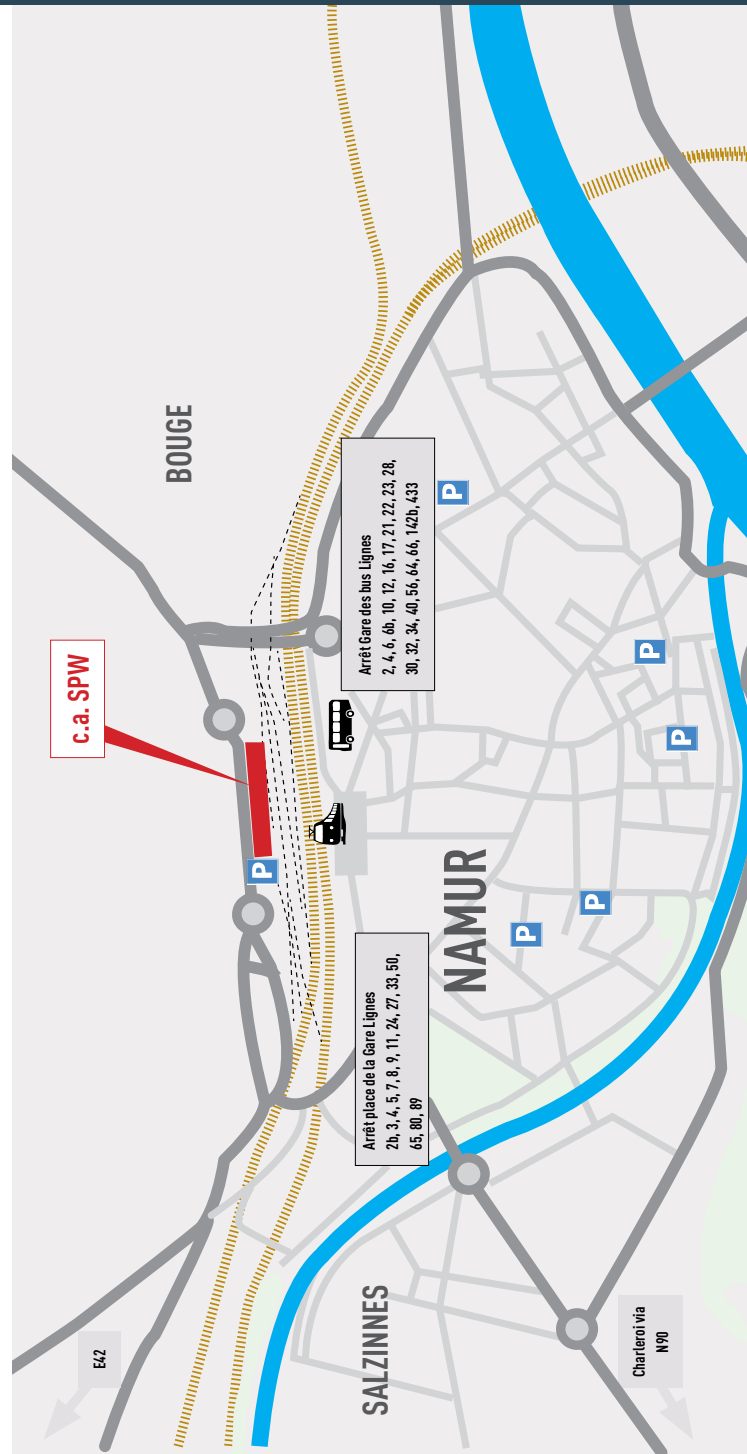 BOUGE
c.a. SPW
P
Arrêt Gare des bus Lignes
2, 4, 6, 6b, 10, 12, 16, 17, 21, 22, 23, 28,
30, 32, 34, 40, 56, 64, 66, 142b, 433
P
P
P
P
P
NAMUR
Arrêt place de la Gare Lignes
2b, 3, 4, 5, 7, 8, 9, 11, 24, 27, 33, 50,
65, 80, 89
SALZINNES
E42
Charleroi via
N90